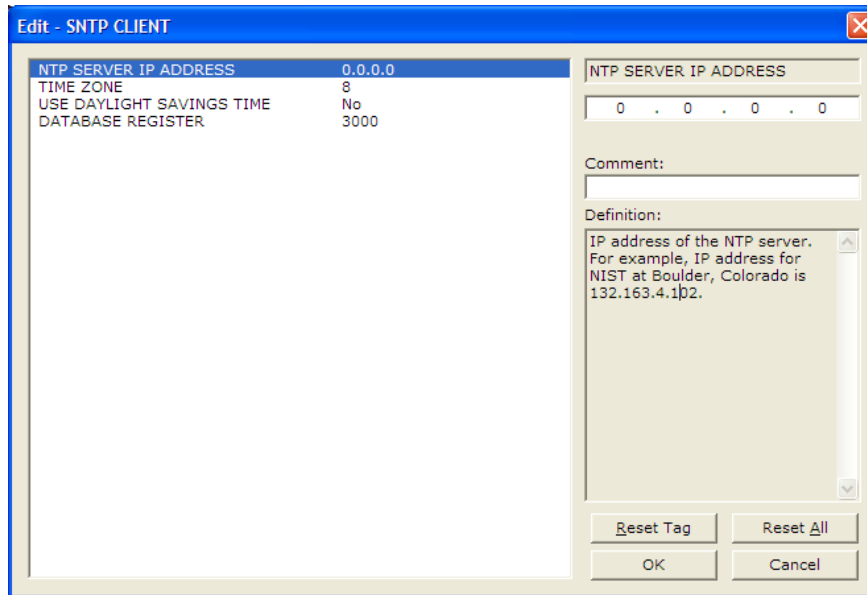 Edit - SNTP CLIENT
NTP SERVER IP ADDRESS 0.0.0.0
TIME ZONE 8
USE DAYLIGHT SAVINGS TIME No
DATABASE REGISTER 3000
NTP SERVER IP ADDRESS
0 . 0 . 0 . 0
Comment:
Definition:
IP address of the NTP server.
For example, IP address for
NIST at Boulder, Colorado is
132.163.4.102.
Reset Tag Reset All
OK Cancel